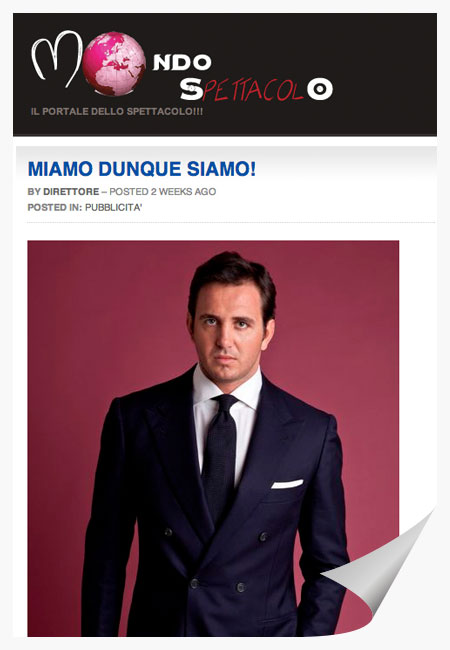 MONDO
SPETTACOLO
IL PORTALE DELLO SPETTACOLO!!!
MIAMO DUNQUE SIAMO!
BY DIRETTORE – POSTED 2 WEEKS AGO
POSTED IN: PUBBLICITA'